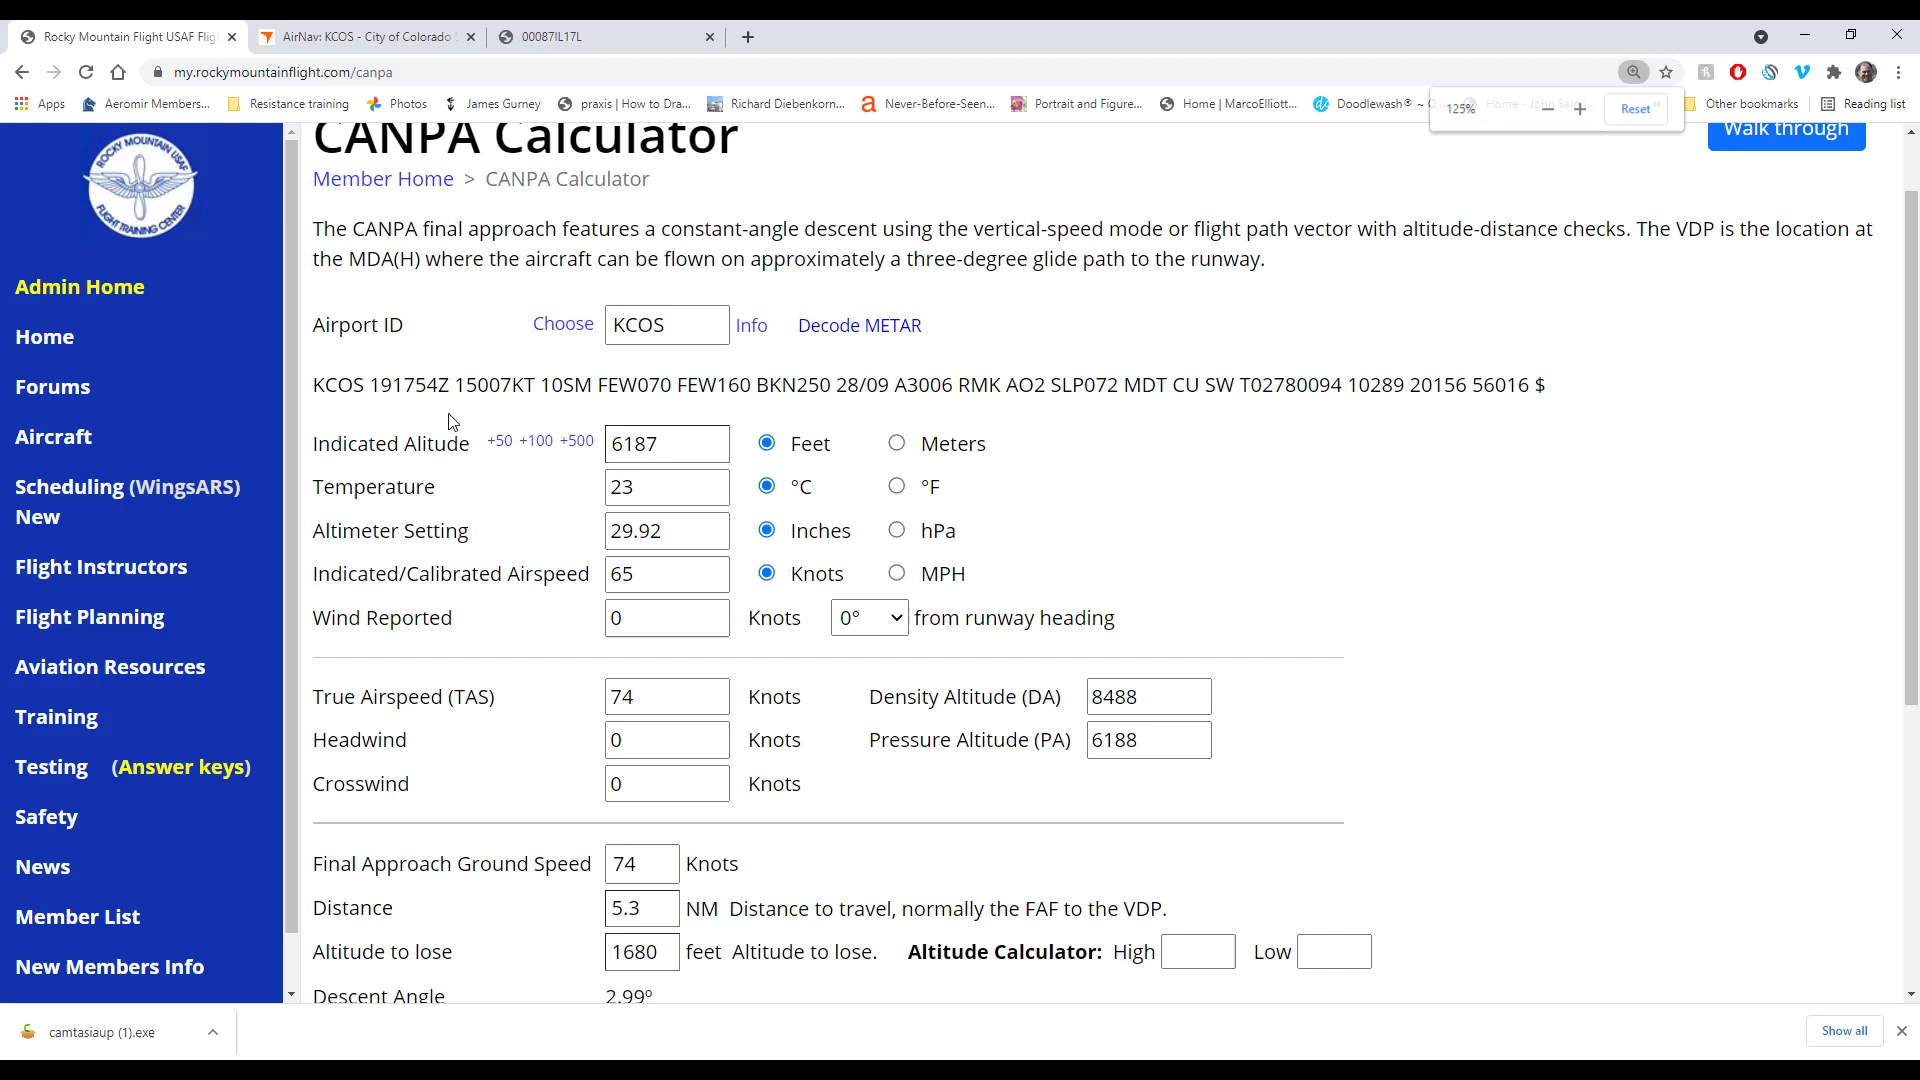 Rocky Mountain Flight USAF Flig
AirNav: KCOS - City of Colorado S
00087IL17L
my.rockymountainflight.com/canpa
Apps
Aeromir Members...
Resistance training
Photos
James Gurney
praxis | How to Dra...
Richard Diebenkorn...
Never-Before-Seen...
Portrait and Figure...
Home | MarcoElliott...
Doodlewash® ~ O...
Other bookmarks
Reading list
125%
Reset
ROCKY MOUNTAIN USAF
FLIGHT TRAINING CENTER
Admin Home
Home
Forums
Aircraft
Scheduling (WingsARS)
New
Flight Instructors
Flight Planning
Aviation Resources
Training
Testing (Answer keys)
Safety
News
Member List
New Members Info
CANPA Calculator
Walk through
Member Home > CANPA Calculator
The CANPA final approach features a constant-angle descent using the vertical-speed mode or flight path vector with altitude-distance checks. The VDP is the location at
the MDA(H) where the aircraft can be flown on approximately a three-degree glide path to the runway.
Airport ID Choose KCOS Info Decode METAR
KCOS 191754Z 15007KT 10SM FEW070 FEW160 BKN250 28/09 A3006 RMK AO2 SLP072 MDT CU SW T02780094 10289 20156 56016 $
Indicated Alitude +50 +100 +500 6187 Feet Meters
Temperature 23 °C °F
Altimeter Setting 29.92 Inches hPa
Indicated/Calibrated Airspeed 65 Knots MPH
Wind Reported 0 Knots 0° from runway heading
True Airspeed (TAS) 74 Knots Density Altitude (DA) 8488
Headwind 0 Knots Pressure Altitude (PA) 6188
Crosswind 0 Knots
Final Approach Ground Speed 74 Knots
Distance 5.3 NM Distance to travel, normally the FAF to the VDP.
Altitude to lose 1680 feet Altitude to lose. Altitude Calculator: High Low
Descent Angle 2.99º
camtasiaup (1).exe
Show all